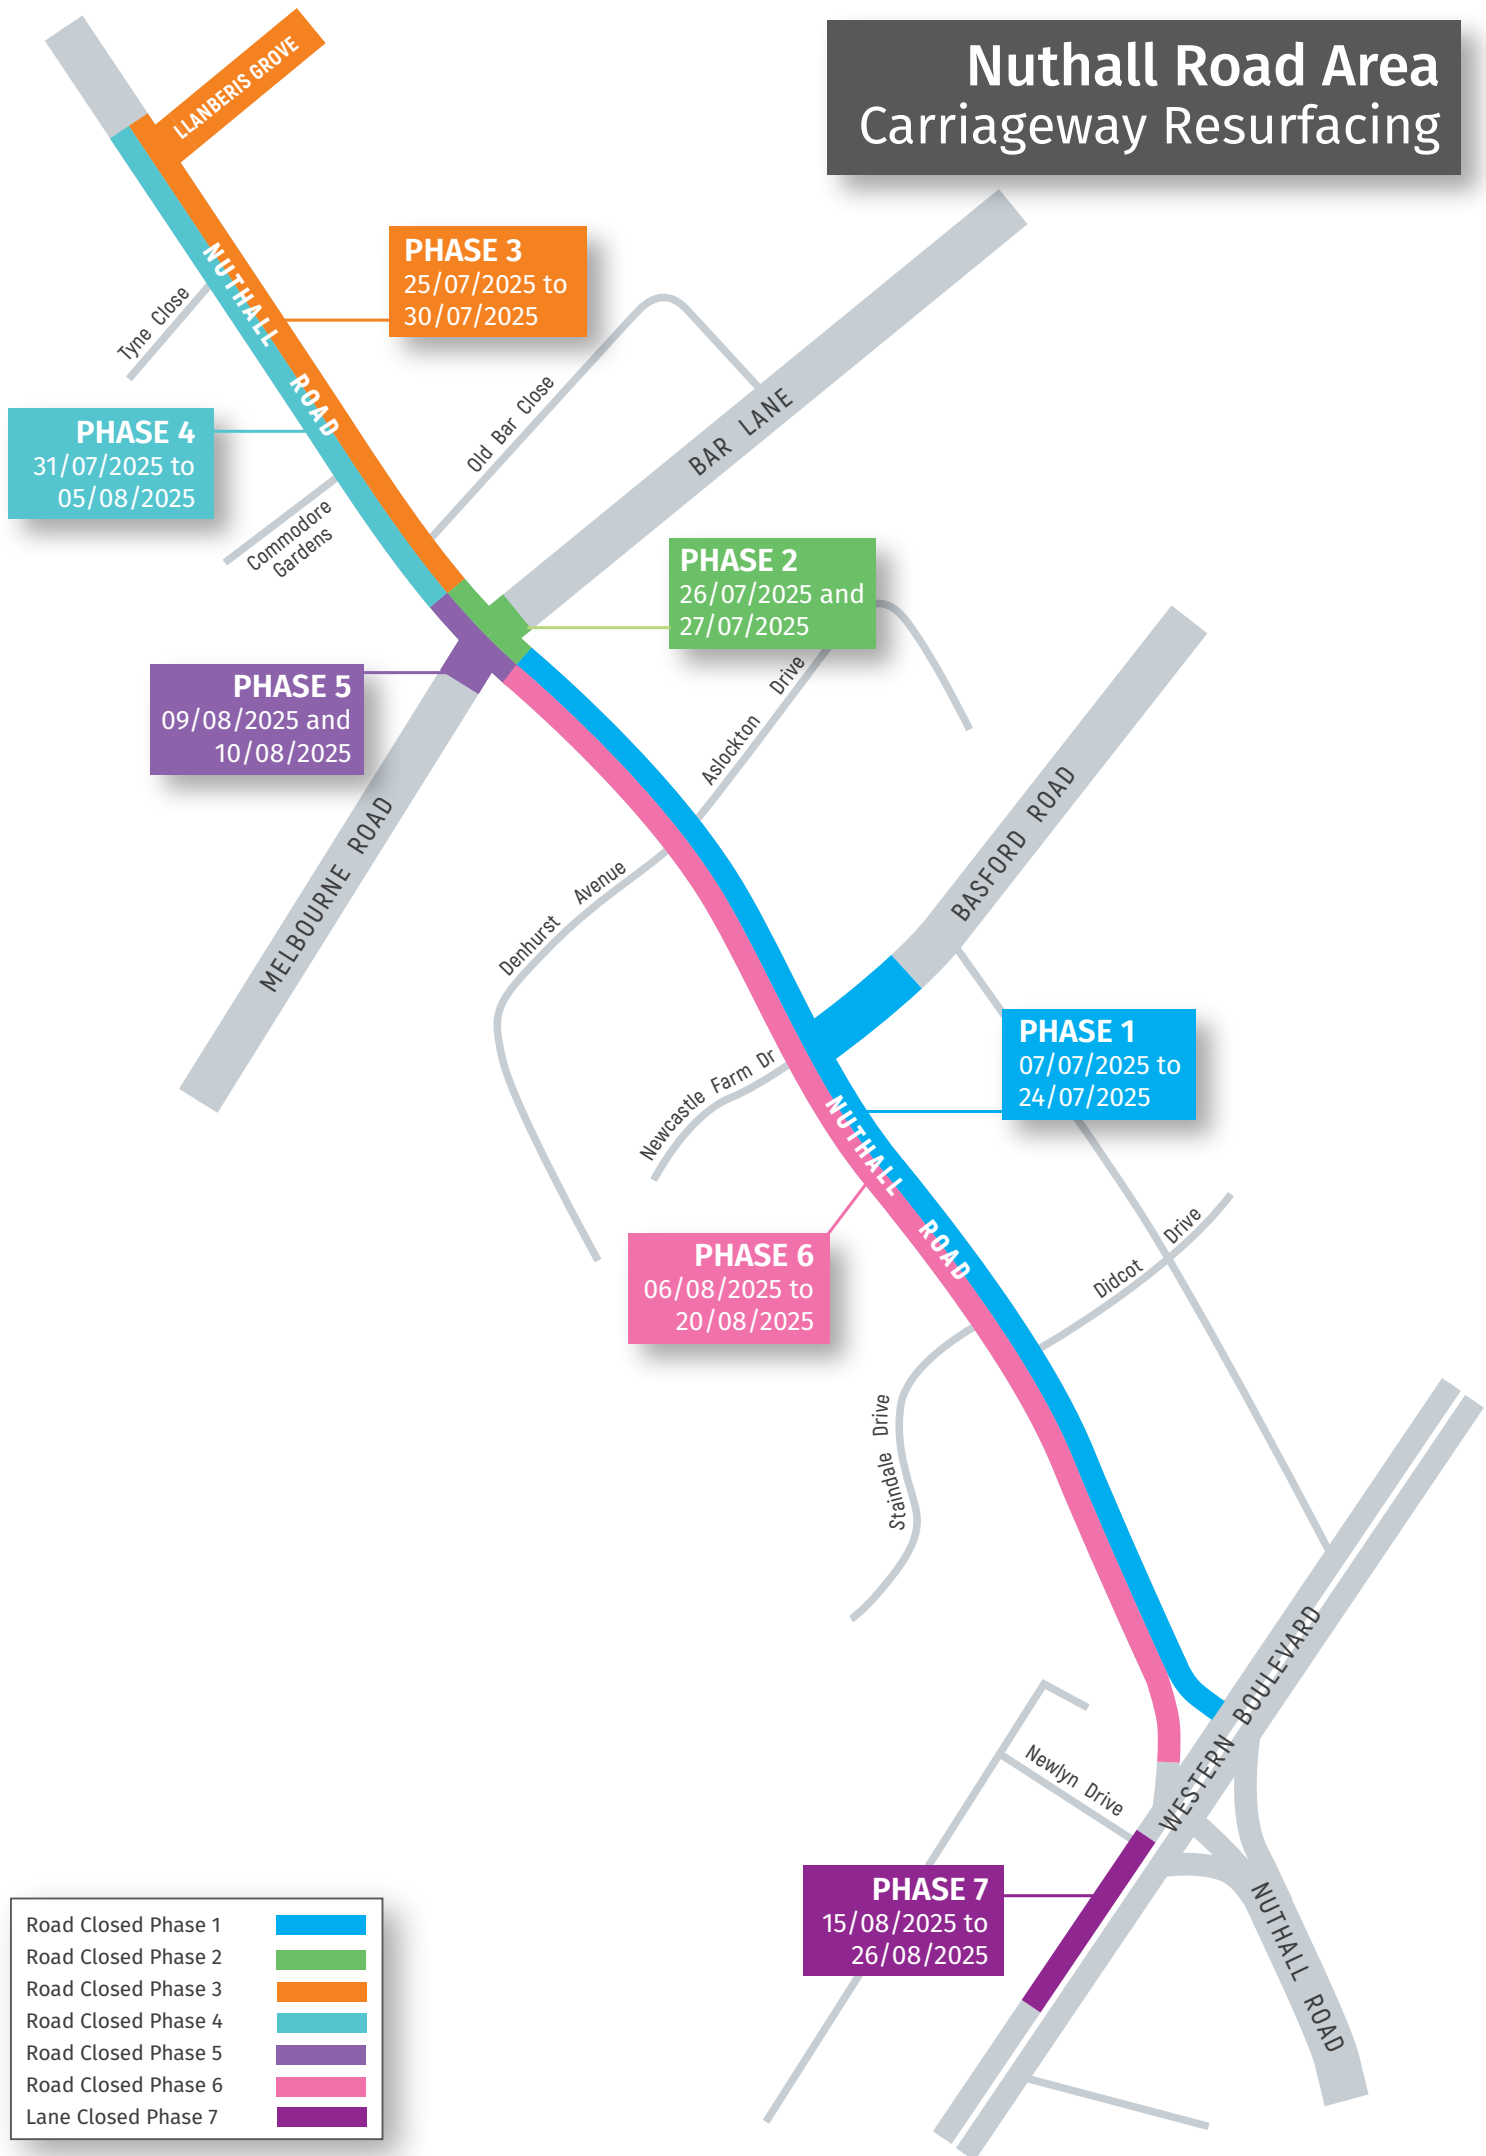 Nuthall Road Area
Carriageway Resurfacing
LLANBERIS GROVE
NUTHALL ROAD
PHASE 3
25/07/2025 to
30/07/2025
Tyne Close
Old Bar Close
BAR LANE
PHASE 4
31/07/2025 to
05/08/2025
Commodore
Gardens
PHASE 2
26/07/2025 and
27/07/2025
PHASE 5
09/08/2025 and
10/08/2025
Aslockton Drive
MELBOURNE ROAD
Denhurst Avenue
BASFORD ROAD
PHASE 1
07/07/2025 to
24/07/2025
Newcastle Farm Dr
NUTHALL ROAD
PHASE 6
06/08/2025 to
20/08/2025
Didcot Drive
Staindale Drive
WESTERN BOULEVARD
Newlyn Drive
PHASE 7
15/08/2025 to
26/08/2025
NUTHALL ROAD
Road Closed Phase 1
Road Closed Phase 2
Road Closed Phase 3
Road Closed Phase 4
Road Closed Phase 5
Road Closed Phase 6
Lane Closed Phase 7